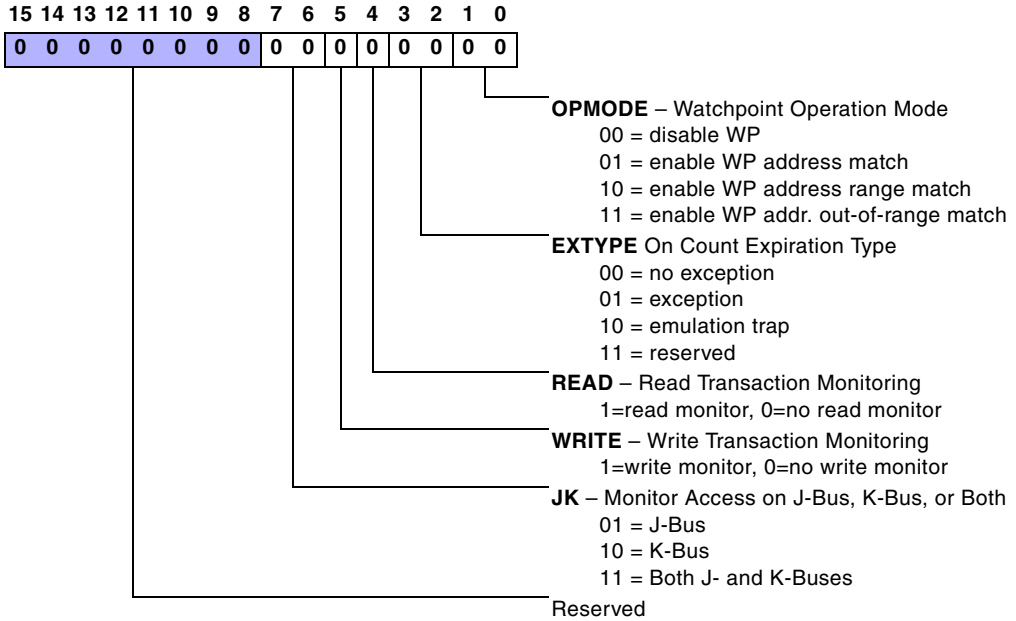 15 14 13 12 11 10 9 8 7 6 5 4 3 2 1 0
0 0 0 0 0 0 0 0 0 0 0 0 0 0 0 0
OPMODE – Watchpoint Operation Mode
00 = disable WP
01 = enable WP address match
10 = enable WP address range match
11 = enable WP addr. out-of-range match
EXTYPE On Count Expiration Type
00 = no exception
01 = exception
10 = emulation trap
11 = reserved
READ – Read Transaction Monitoring
1=read monitor, 0=no read monitor
WRITE – Write Transaction Monitoring
1=write monitor, 0=no write monitor
JK – Monitor Access on J-Bus, K-Bus, or Both
01 = J-Bus
10 = K-Bus
11 = Both J- and K-Buses
Reserved